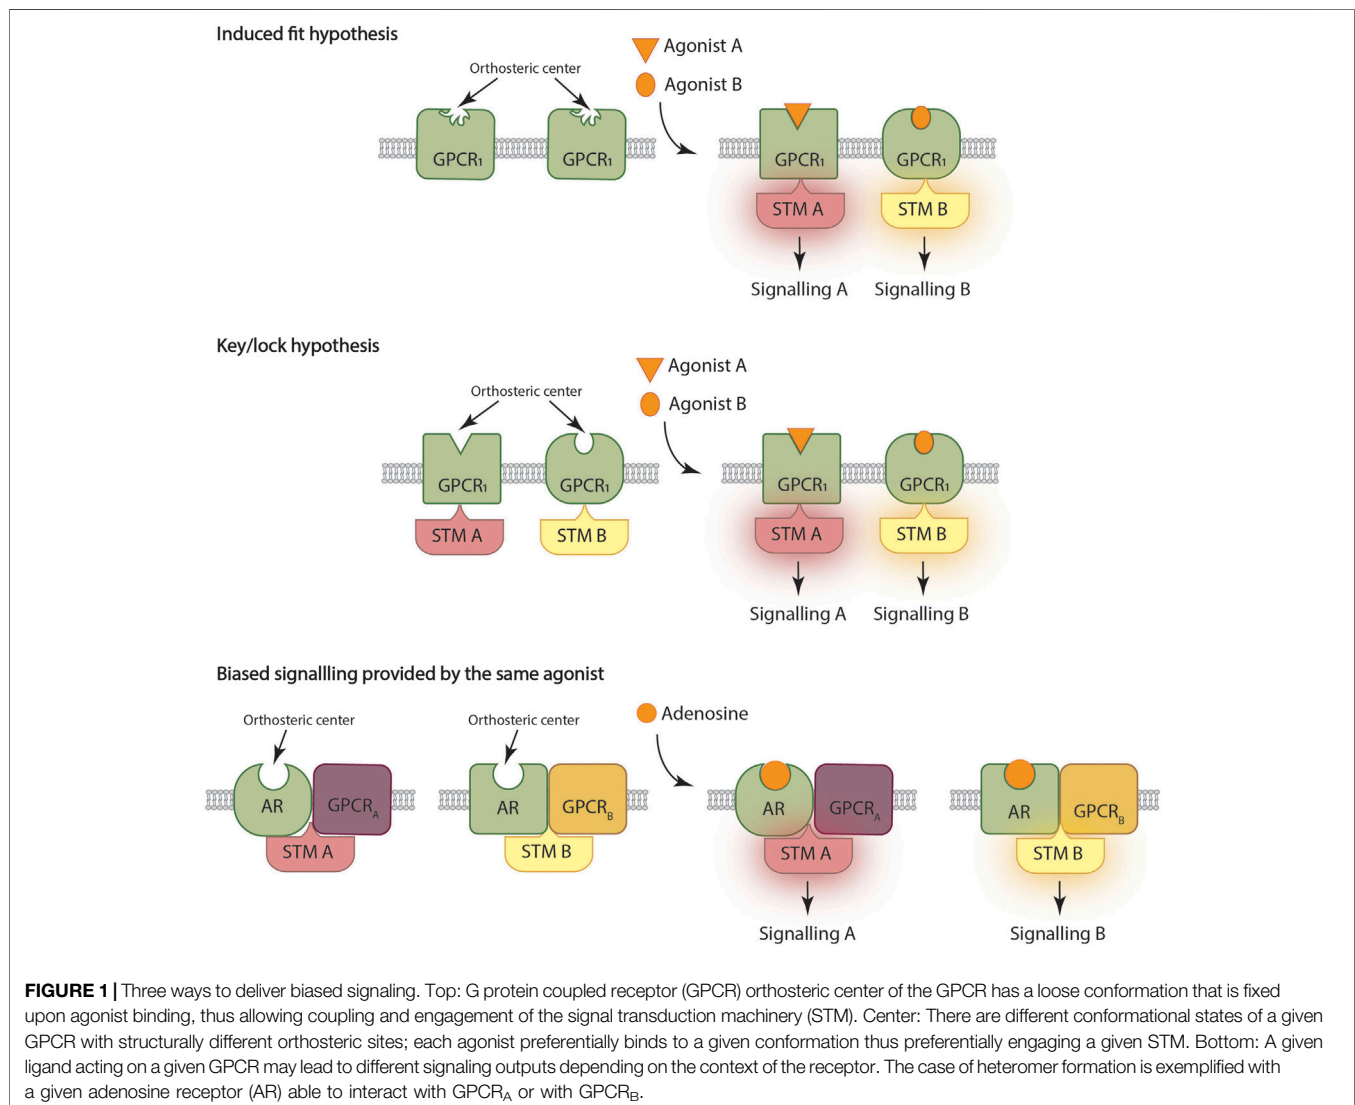 Induced fit hypothesis
Orthosteric center
Agonist A
Agonist B
GPCR₁
GPCR₁
GPCR₁
GPCR₁
STM A
STM B
Signalling A
Signalling B
Key/lock hypothesis
Orthosteric center
Agonist A
Agonist B
GPCR₁
GPCR₁
GPCR₁
GPCR₁
STM A
STM B
STM A
STM B
Signalling A
Signalling B
Biased signallling provided by the same agonist
Orthosteric center
Orthosteric center
Adenosine
AR
GPCR_A
AR
GPCR_B
AR
GPCR_A
AR
GPCR_B
STM A
STM B
STM A
STM B
Signalling A
Signalling B
FIGURE 1 | Three ways to deliver biased signaling. Top: G protein coupled receptor (GPCR) orthosteric center of the GPCR has a loose conformation that is fixed
upon agonist binding, thus allowing coupling and engagement of the signal transduction machinery (STM). Center: There are different conformational states of a given
GPCR with structurally different orthosteric sites; each agonist preferentially binds to a given conformation thus preferentially engaging a given STM. Bottom: A given
ligand acting on a given GPCR may lead to different signaling outputs depending on the context of the receptor. The case of heteromer formation is exemplified with
a given adenosine receptor (AR) able to interact with GPCR_A or with GPCR_B.